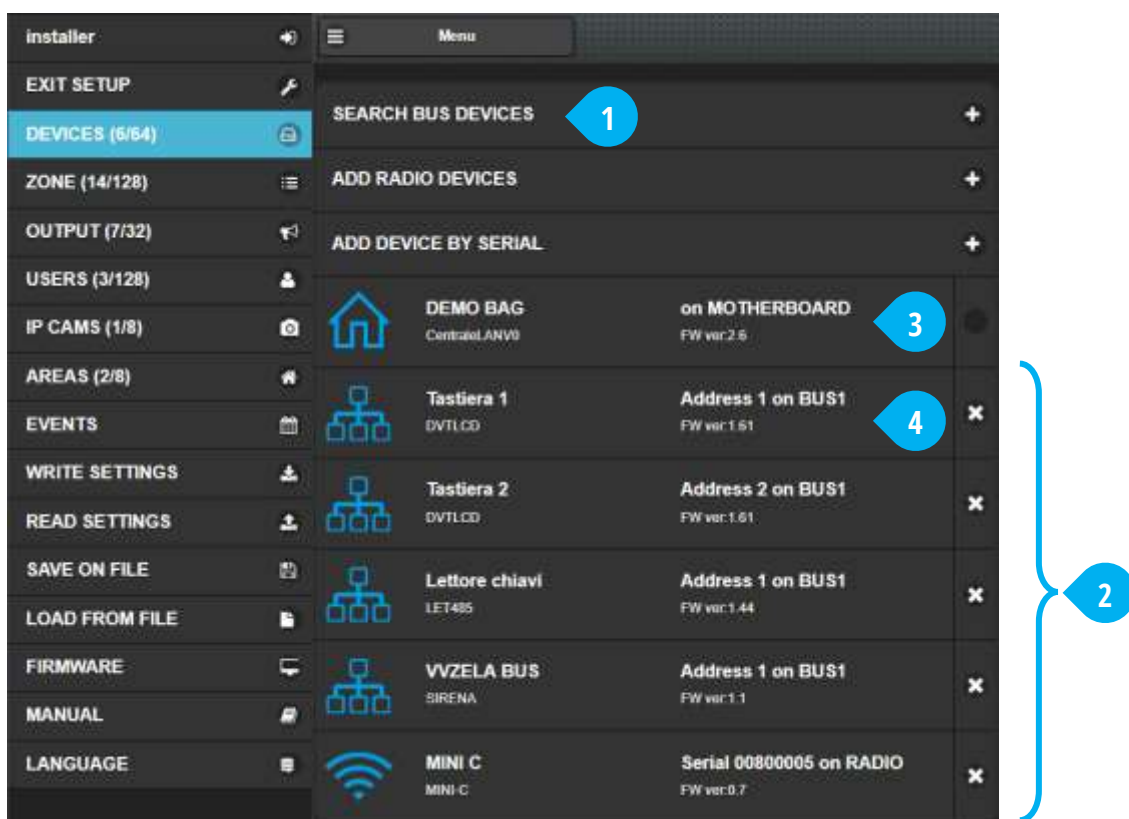 installer
EXIT SETUP
DEVICES (6/64)
ZONE (14/128)
OUTPUT (7/32)
USERS (3/128)
IP CAMS (1/8)
AREAS (2/8)
EVENTS
WRITE SETTINGS
READ SETTINGS
SAVE ON FILE
LOAD FROM FILE
FIRMWARE
MANUAL
LANGUAGE
Menu
SEARCH BUS DEVICES
1
ADD RADIO DEVICES
ADD DEVICE BY SERIAL
DEMO BAG on MOTHERBOARD
CentraleLANV0 FW ver:2.6
3
Tastiera 1 Address 1 on BUS1
DVTLCD FW ver:1.61
4
Tastiera 2 Address 2 on BUS1
DVTLCD FW ver:1.61
Lettore chiavi Address 1 on BUS1
LET485 FW ver:1.44
2
VVZELA BUS Address 1 on BUS1
SIRENA FW ver:1.1
MINI C Serial 00800005 on RADIO
MINI-C FW ver:0.7